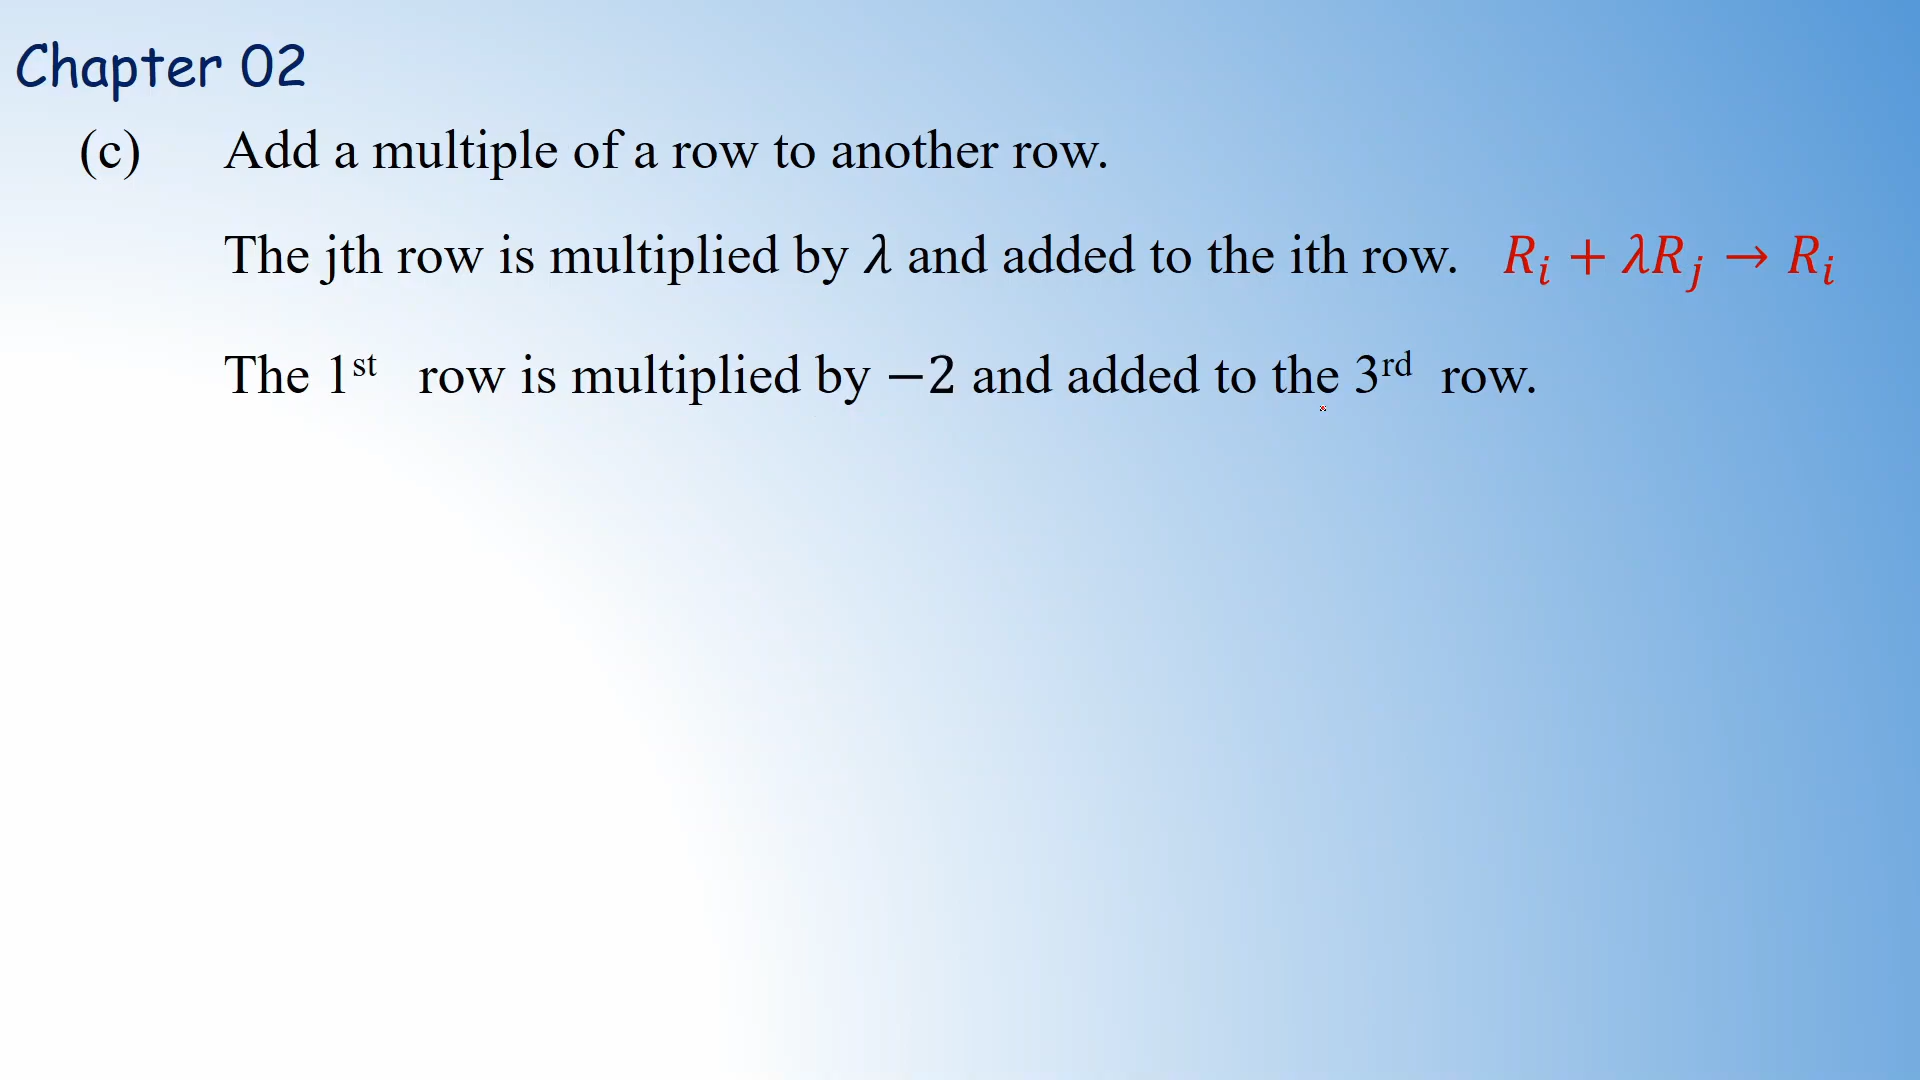 Chapter 02
(c) Add a multiple of a row to another row.
The jth row is multiplied by λ and added to the ith row. Rᵢ + λRⱼ → Rᵢ
The 1ˢᵗ row is multiplied by −2 and added to the 3ʳᵈ row.